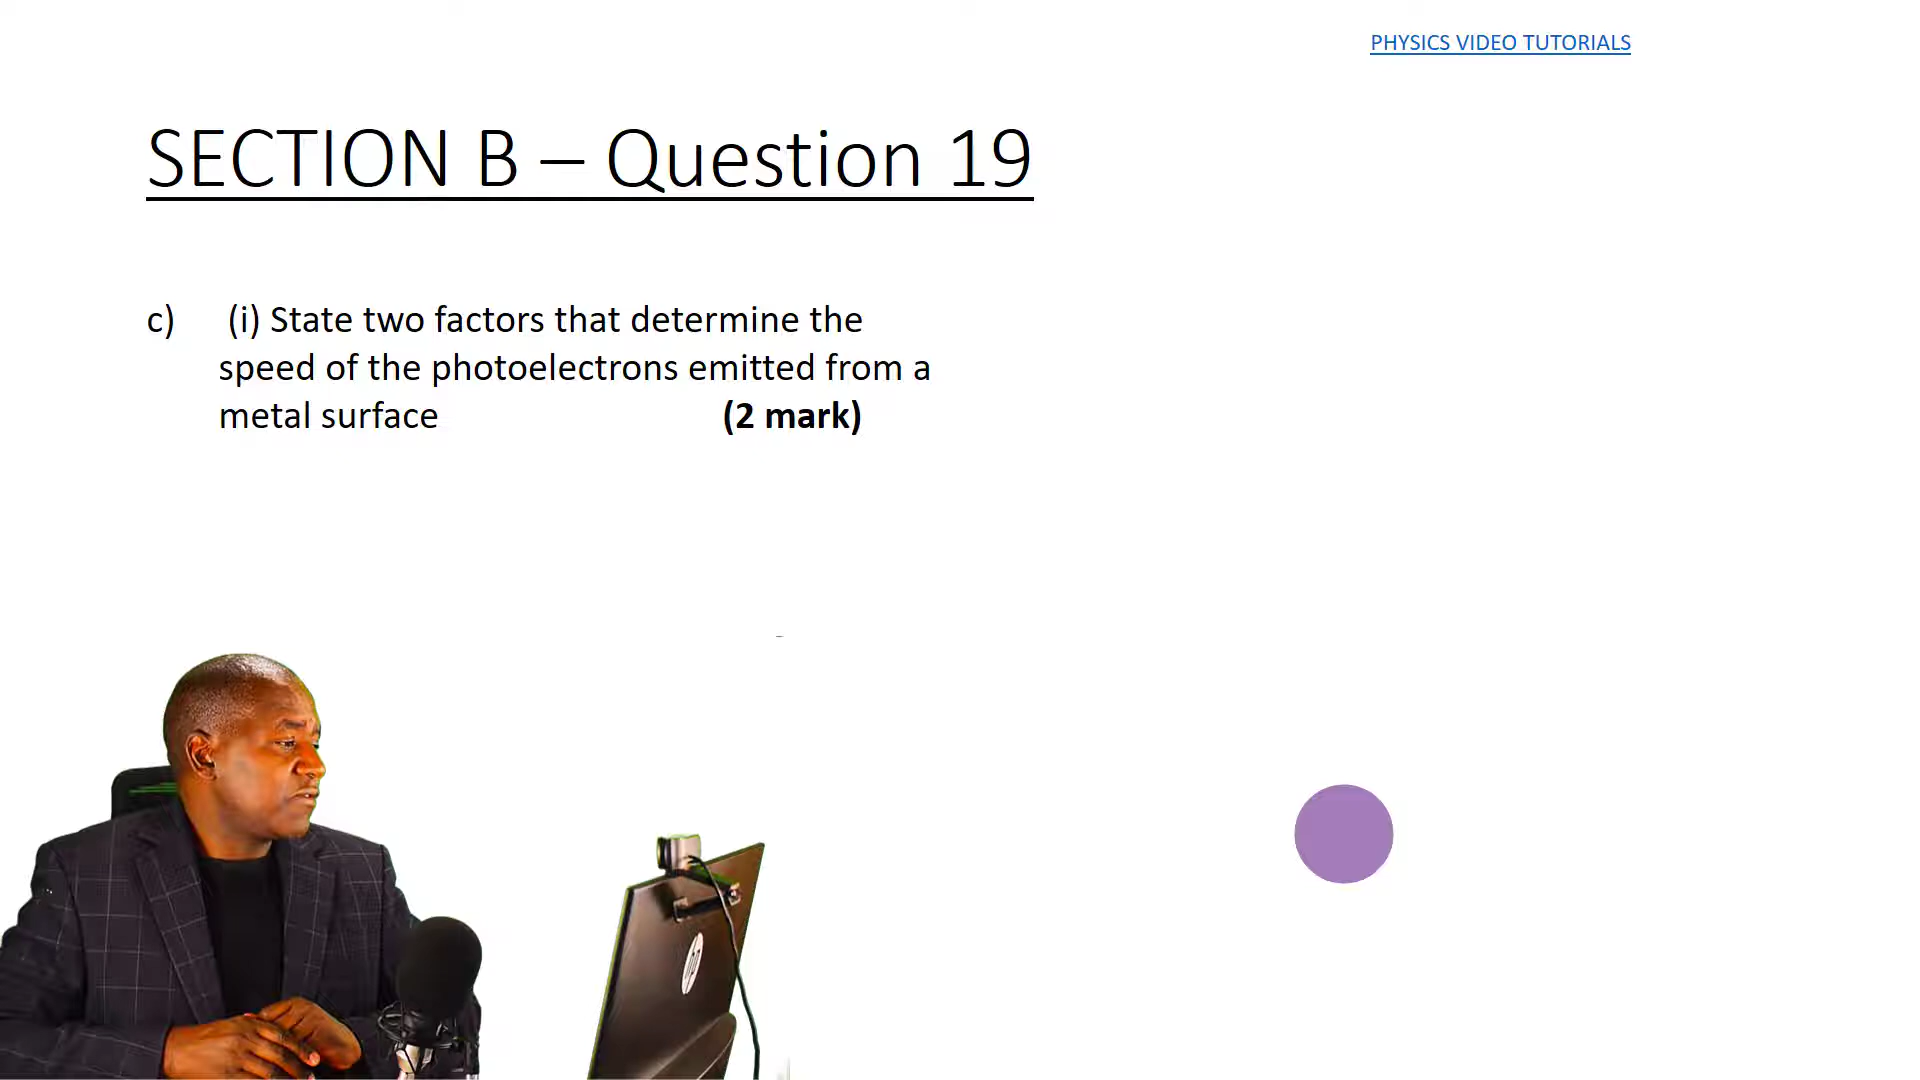 PHYSICS VIDEO TUTORIALS
SECTION B – Question 19
c) (i) State two factors that determine the
speed of the photoelectrons emitted from a
metal surface (2 mark)
hp